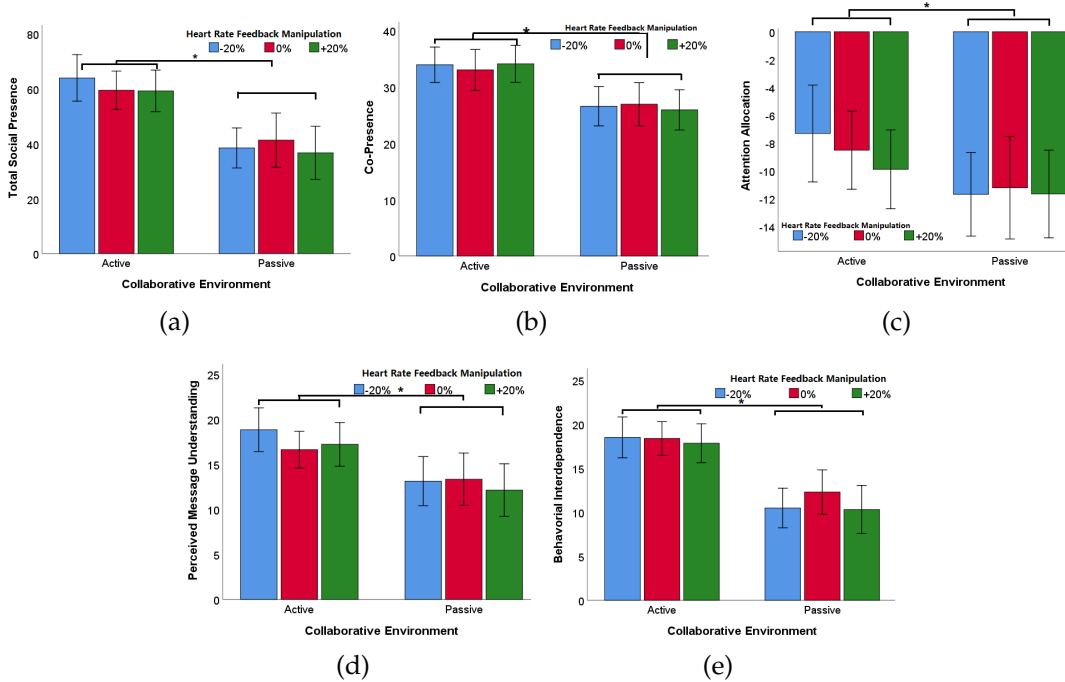 Heart Rate Feedback Manipulation
-20% 0% +20%
*
Total Social Presence
80
60
40
20
0
Active Passive
Collaborative Environment
(a)
Heart Rate Feedback Manipulation
-20% 0% +20%
*
Co-Presence
40
30
20
10
0
Active Passive
Collaborative Environment
(b)
*
Attention Allocation
0
-2
-4
-6
-8
-10
-12
-14
Heart Rate Feedback Manipulation
-20% 0% +20%
Active Passive
Collaborative Environment
(c)
Heart Rate Feedback Manipulation
-20% 0% +20%
*
Perceived Message Understanding
25
20
15
10
5
0
Active Passive
Collaborative Environment
(d)
Heart Rate Feedback Manipulation
-20% 0% +20%
*
Behavorial Interdependence
25
20
15
10
5
0
Active Passive
Collaborative Environment
(e)